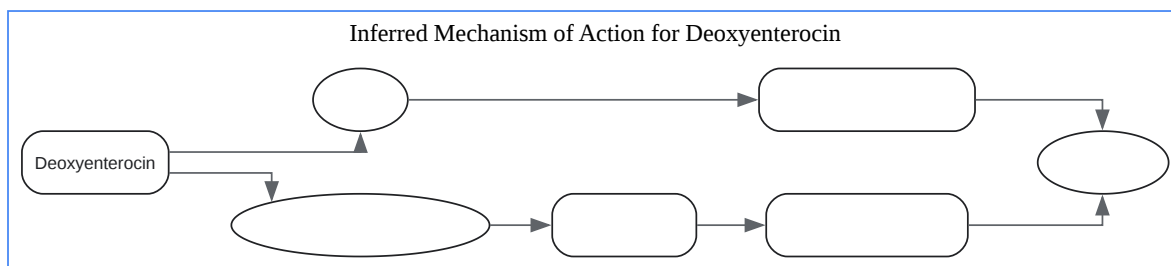 Inferred Mechanism of Action for Deoxyenterocin
Deoxyenterocin